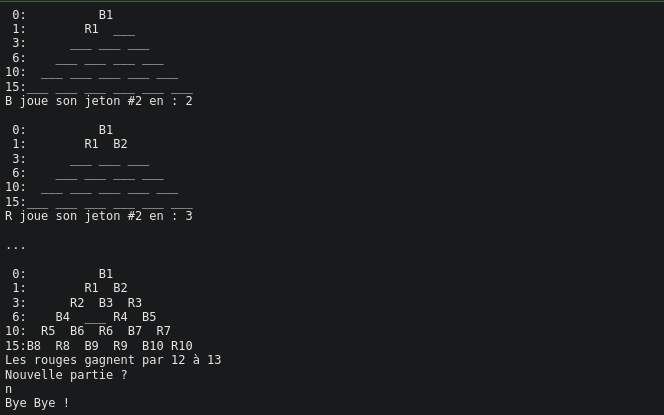 0:          B1
 1:        R1  ___
 3:      ___ ___ ___
 6:    ___ ___ ___ ___
10:  ___ ___ ___ ___ ___
15:___ ___ ___ ___ ___ ___
B joue son jeton #2 en : 2

 0:          B1
 1:        R1  B2
 3:      ___ ___ ___
 6:    ___ ___ ___ ___
10:  ___ ___ ___ ___ ___
15:___ ___ ___ ___ ___ ___
R joue son jeton #2 en : 3

...

 0:          B1
 1:        R1  B2
 3:      R2  B3  R3
 6:    B4  ___ R4  B5
10:  R5  B6  R6  B7  R7
15:B8  R8  B9  R9  B10 R10
Les rouges gagnent par 12 à 13
Nouvelle partie ?
n
Bye Bye !